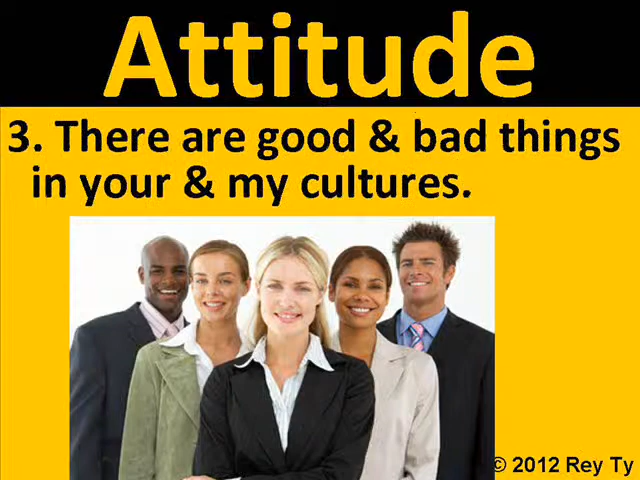 Attitude
3. There are good & bad things
in your & my cultures.
© 2012 Rey Ty